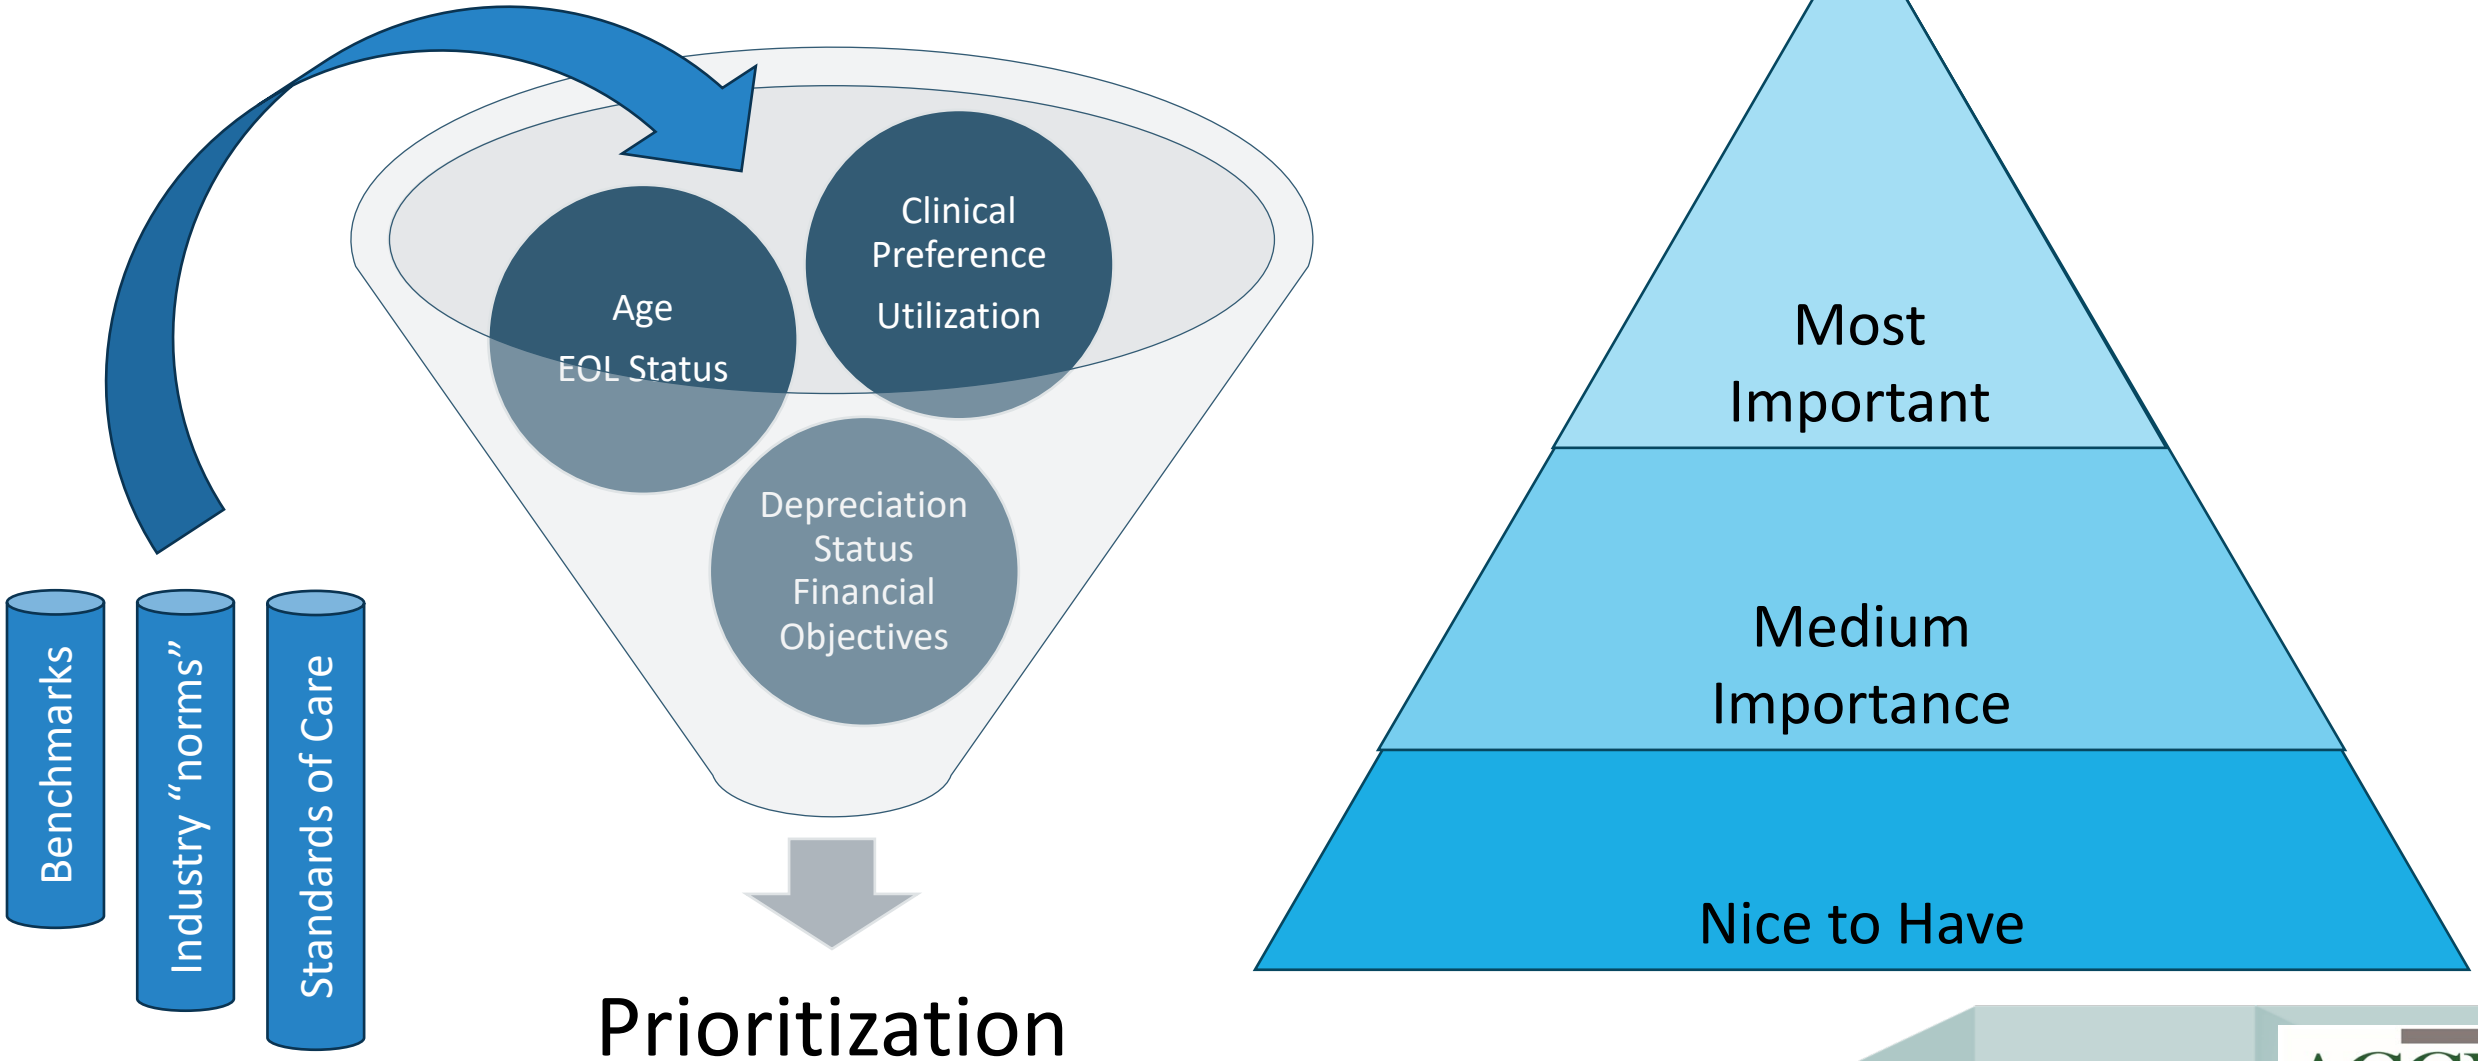 Clinical
Preference
Utilization
Age
EOL Status
Depreciation
Status
Financial
Objectives
Benchmarks
Industry “norms”
Standards of Care
Prioritization
Most
Important
Medium
Importance
Nice to Have